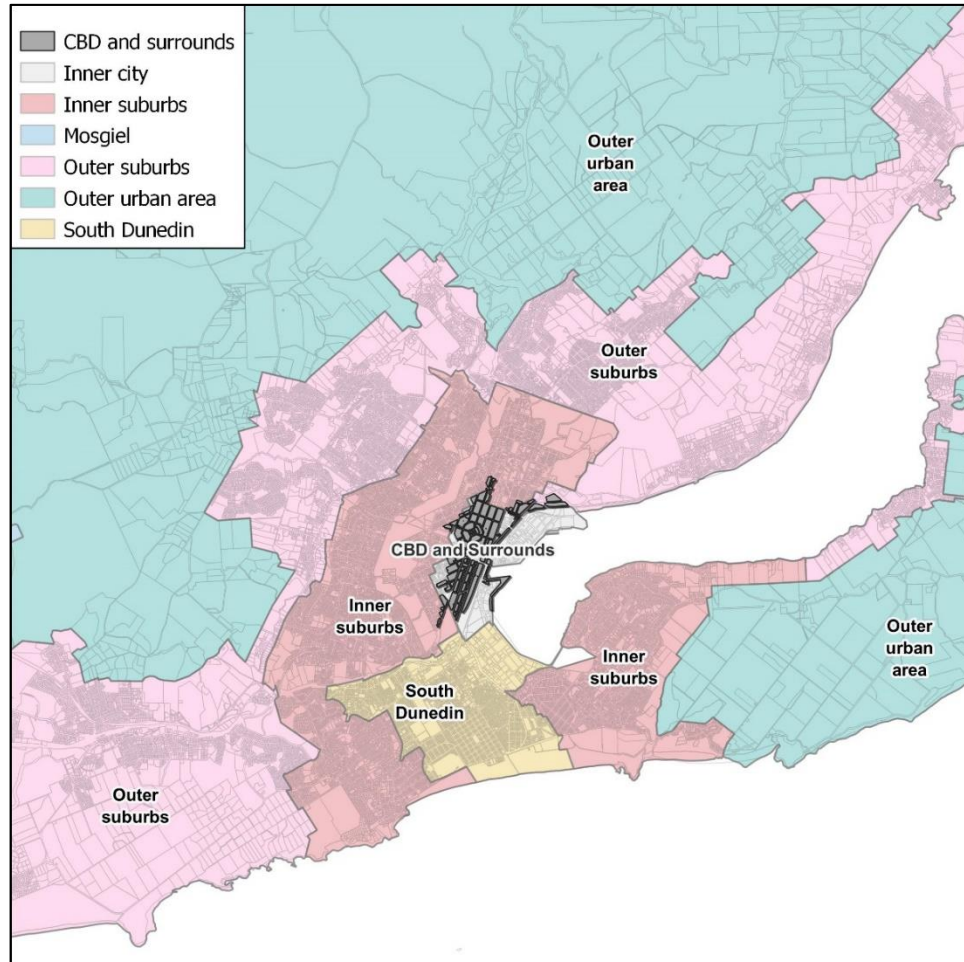 CBD and surrounds
Inner city
Inner suburbs
Mosgiel
Outer suburbs
Outer urban area
South Dunedin
Outer
urban
area
Outer
suburbs
CBD and Surrounds
Inner
suburbs
Inner
suburbs
Outer
urban
area
South
Dunedin
Outer
suburbs